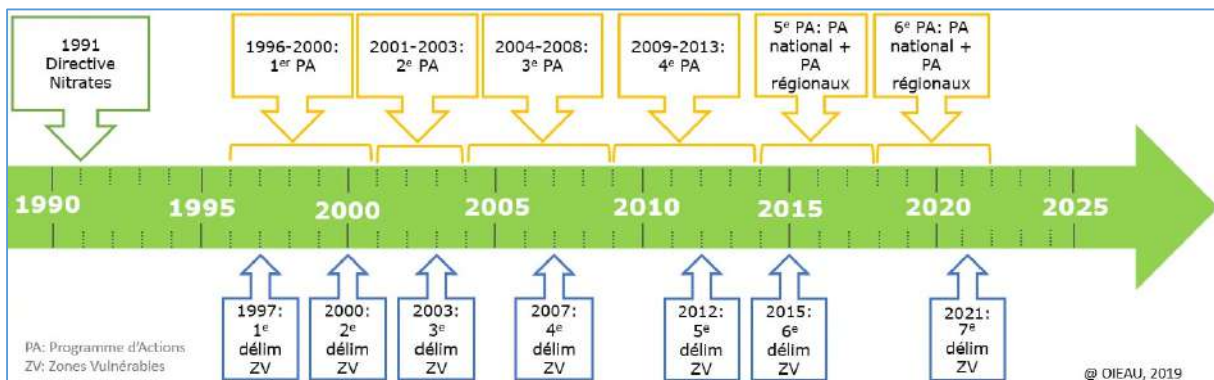 1991
Directive
Nitrates
1996-2000:
1er PA
2001-2003:
2e PA
2004-2008:
3e PA
2009-2013:
4e PA
5e PA: PA
national +
PA
régionaux
6e PA: PA
national +
PA
régionaux
1990
1995
2000
2005
2010
2015
2020
2025
1997:
1e
délim
ZV
2000:
2e
délim
ZV
2003:
3e
délim
ZV
2007:
4e
délim
ZV
2012:
5e
délim
ZV
2015:
6e
délim
ZV
2021:
7e
délim
ZV
PA: Programme d'Actions
ZV: Zones Vulnérables
@ OIEAU, 2019